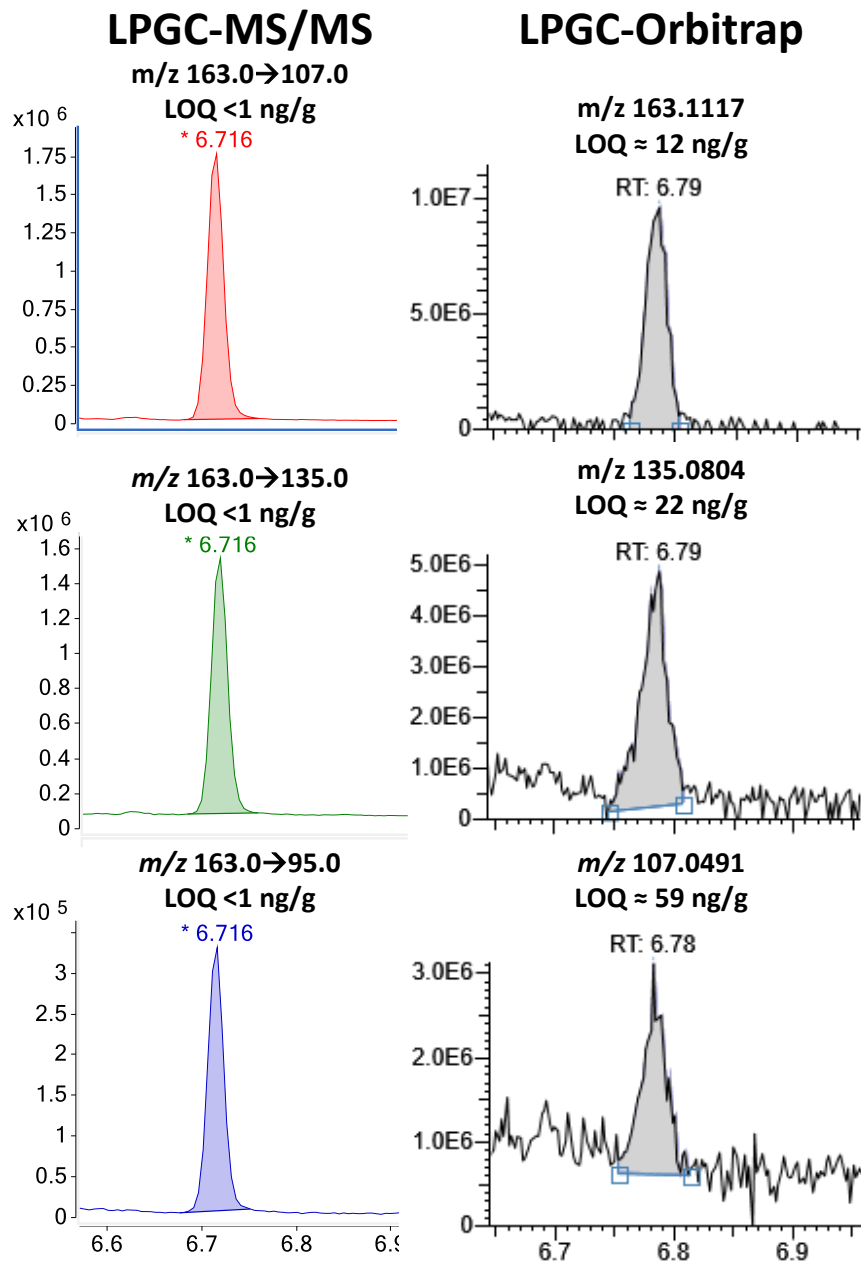 LPGC-MS/MS
m/z 163.0→107.0
LOQ <1 ng/g
x10 6
* 6.716
1.75
1.5
1.25
1
0.75
0.5
0.25
0
m/z 163.0→135.0
LOQ <1 ng/g
x10 6
* 6.716
1.6
1.4
1.2
1
0.8
0.6
0.4
0.2
0
m/z 163.0→95.0
LOQ <1 ng/g
x10 5
* 6.716
3
2.5
2
1.5
1
0.5
0
6.6 6.7 6.8 6.9
LPGC-Orbitrap
m/z 163.1117
LOQ ≈ 12 ng/g
RT: 6.79
1.0E7
5.0E6
0
m/z 135.0804
LOQ ≈ 22 ng/g
RT: 6.79
5.0E6
4.0E6
3.0E6
2.0E6
1.0E6
0
m/z 107.0491
LOQ ≈ 59 ng/g
RT: 6.78
3.0E6
2.0E6
1.0E6
0
6.7 6.8 6.9